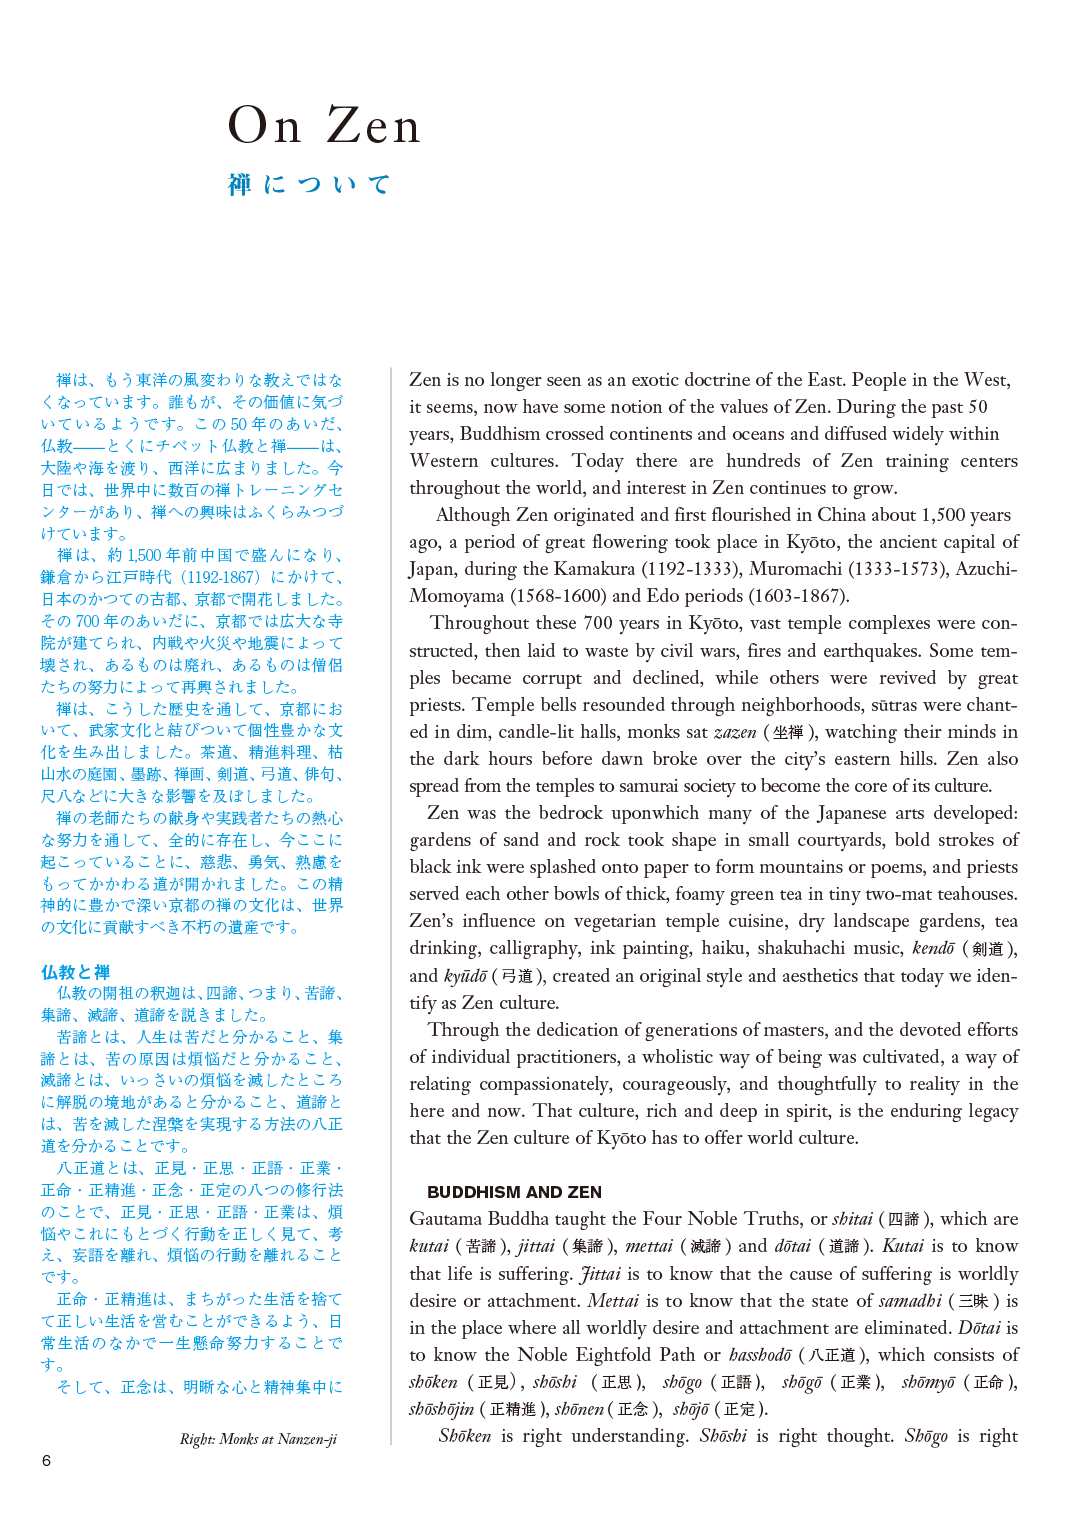 On Zen
禅について
禅は、もう東洋の風変わりな教えではな
くなっています。誰もが、その価値に気づ
いているようです。この 50 年のあいだ、
仏教――とくにチベット仏教と禅――は、
大陸や海を渡り、西洋に広まりました。今
日では、世界中に数百の禅トレーニングセ
ンターがあり、禅への興味はふくらみつづ
けています。
禅は、約 1,500 年前中国で盛んになり、
鎌倉から江戸時代（1192-1867）にかけて、
日本のかつての古都、京都で開花しました。
その 700 年のあいだに、京都では広大な寺
院が建てられ、内戦や火災や地震によって
壊され、あるものは廃れ、あるものは僧侶
たちの努力によって再興されました。
禅は、こうした歴史を通して、京都にお
いて、武家文化と結びついて個性豊かな文
化を生み出しました。茶道、精進料理、枯
山水の庭園、墨跡、禅画、剣道、弓道、俳句、
尺八などに大きな影響を及ぼしました。
禅の老師たちの献身や実践者たちの熱心
な努力を通して、全的に存在し、今ここに
起こっていることに、慈悲、勇気、熟慮を
もってかかわる道が開かれました。この精
神的に豊かで深い京都の禅の文化は、世界
の文化に貢献すべき不朽の遺産です。
仏教と禅
仏教の開祖の釈迦は、四諦、つまり、苦諦、
集諦、滅諦、道諦を説きました。
苦諦とは、人生は苦だと分かること、集
諦とは、苦の原因は煩悩だと分かること、
滅諦とは、いっさいの煩悩を滅したところ
に解脱の境地があると分かること、道諦と
は、苦を滅した涅槃を実現する方法の八正
道を分かることです。
八正道とは、正見・正思・正語・正業・
正命・正精進・正念・正定の八つの修行法
のことで、正見・正思・正語・正業は、煩
悩やこれにもとづく行動を正しく見て、考
え、妄語を離れ、煩悩の行動を離れること
です。
正命・正精進は、まちがった生活を捨て
て正しい生活を営むことができるよう、日
常生活のなかで一生懸命努力することで
す。
そして、正念は、明晰な心と精神集中に
Right: Monks at Nanzen-ji
6
Zen is no longer seen as an exotic doctrine of the East. People in the West,
it seems, now have some notion of the values of Zen. During the past 50
years, Buddhism crossed continents and oceans and diffused widely within
Western cultures. Today there are hundreds of Zen training centers
throughout the world, and interest in Zen continues to grow.
Although Zen originated and first flourished in China about 1,500 years
ago, a period of great flowering took place in Kyōto, the ancient capital of
Japan, during the Kamakura (1192-1333), Muromachi (1333-1573), Azuchi-
Momoyama (1568-1600) and Edo periods (1603-1867).
Throughout these 700 years in Kyōto, vast temple complexes were con-
structed, then laid to waste by civil wars, fires and earthquakes. Some tem-
ples became corrupt and declined, while others were revived by great
priests. Temple bells resounded through neighborhoods, sūtras were chant-
ed in dim, candle-lit halls, monks sat zazen (坐禅), watching their minds in
the dark hours before dawn broke over the city's eastern hills. Zen also
spread from the temples to samurai society to become the core of its culture.
Zen was the bedrock uponwhich many of the Japanese arts developed:
gardens of sand and rock took shape in small courtyards, bold strokes of
black ink were splashed onto paper to form mountains or poems, and priests
served each other bowls of thick, foamy green tea in tiny two-mat teahouses.
Zen's influence on vegetarian temple cuisine, dry landscape gardens, tea
drinking, calligraphy, ink painting, haiku, shakuhachi music, kendō (剣道),
and kyūdō (弓道), created an original style and aesthetics that today we iden-
tify as Zen culture.
Through the dedication of generations of masters, and the devoted efforts
of individual practitioners, a wholistic way of being was cultivated, a way of
relating compassionately, courageously, and thoughtfully to reality in the
here and now. That culture, rich and deep in spirit, is the enduring legacy
that the Zen culture of Kyōto has to offer world culture.
BUDDHISM AND ZEN
Gautama Buddha taught the Four Noble Truths, or shitai (四諦), which are
kutai (苦諦), jittai (集諦), mettai (滅諦) and dōtai (道諦). Kutai is to know
that life is suffering. Jittai is to know that the cause of suffering is worldly
desire or attachment. Mettai is to know that the state of samadhi (三昧) is
in the place where all worldly desire and attachment are eliminated. Dōtai is
to know the Noble Eightfold Path or hasshodō (八正道), which consists of
shōken (正見), shōshi (正思), shōgo (正語), shōgō (正業), shōmyō (正命),
shōshōjin (正精進), shōnen (正念), shōjō (正定).
Shōken is right understanding. Shōshi is right thought. Shōgo is right